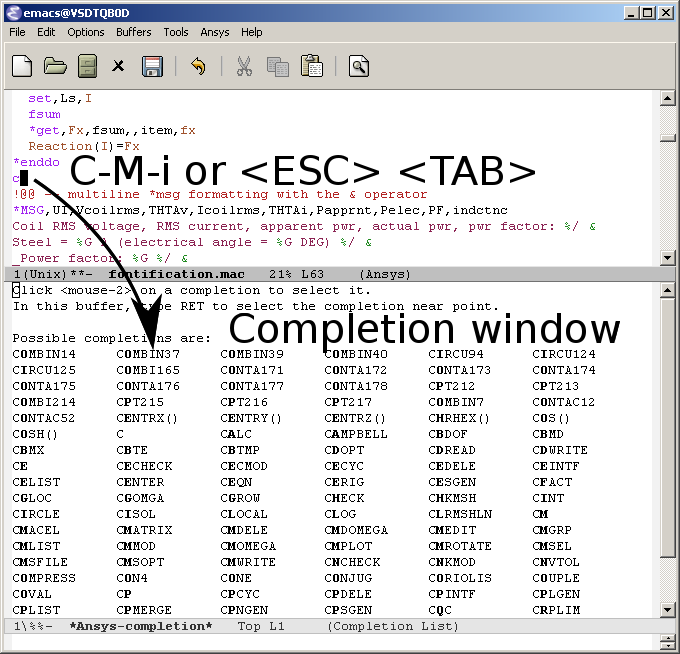 emacs@VSDTQB0D
File Edit Options Buffers Tools Ansys Help
set,Ls,I
fsum
*get,Fx,fsum,,item,fx
Reaction(I)=Fx
*enddo
c
C-M-i or <ESC> <TAB>
!@@ -- multiline *msg formatting with the & operator
*MSG,UI,Vcoilrms,THTAv,Icoilrms,THTAi,Papprnt,Pelec,PF,indctnc
Coil RMS voltage, RMS current, apparent pwr, actual pwr, pwr factor: %/ &
Steel = %G A (electrical angle = %G DEG) %/ &
_Power factor: %G %/ &
1(Unix)**- fontification.mac 21% L63 (Ansys)
Click <mouse-2> on a completion to select it.
In this buffer, type RET to select the completion near point.
Completion window
Possible completions are:
COMBIN14 COMBIN37 COMBIN39 COMBIN40 CIRCU94 CIRCU124
CIRCU125 COMBI165 CONTA171 CONTA172 CONTA173 CONTA174
CONTA175 CONTA176 CONTA177 CONTA178 CPT212 CPT213
COMBI214 CPT215 CPT216 CPT217 COMBIN7 CONTAC12
CONTAC52 CENTRX() CENTRY() CENTRZ() CHRHEX() COS()
COSH() C CALC CAMPBELL CBDOF CBMD
CBMX CBTE CBTMP CDOPT CDREAD CDWRITE
CE CECHECK CECMOD CECYC CEDELE CEINTF
CELIST CENTER CEQN CERIG CESGEN CFACT
CGLOC CGOMGA CGROW CHECK CHKMSH CINT
CIRCLE CISOL CLOCAL CLOG CLRMSHLN CM
CMACEL CMATRIX CMDELE CMDOMEGA CMEDIT CMGRP
CMLIST CMMOD CMOMEGA CMPLOT CMROTATE CMSEL
CMSFILE CMSOPT CMWRITE CNCHECK CNKMOD CNVTOL
COMPRESS CON4 CONE CONJUG CORIOLIS COUPLE
COVAL CP CPCYC CPDELE CPINTF CPLGEN
CPLIST CPMERGE CPNGEN CPSGEN CQC CRPLIM
1\%%- *Ansys-completion* Top L1 (Completion List)